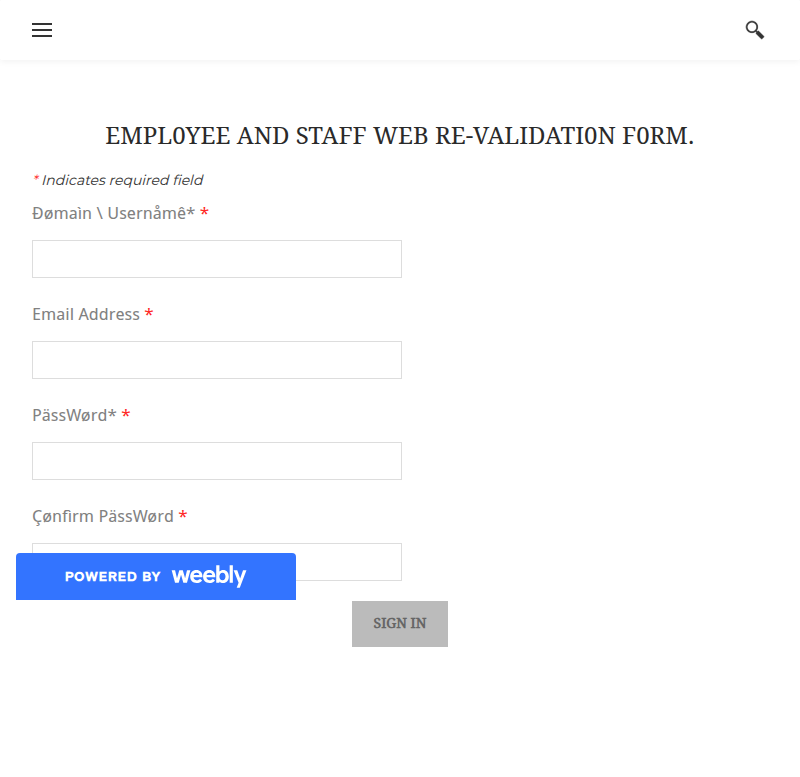 EMPL0YEE AND STAFF WEB RE-VALIDATI0N F0RM.
* Indicates required field
Ðømaìn \ Usernåmê* *
Email Address *
PässWørd* *
Çønfirm PässWørd *
POWERED BY weebly
SIGN IN